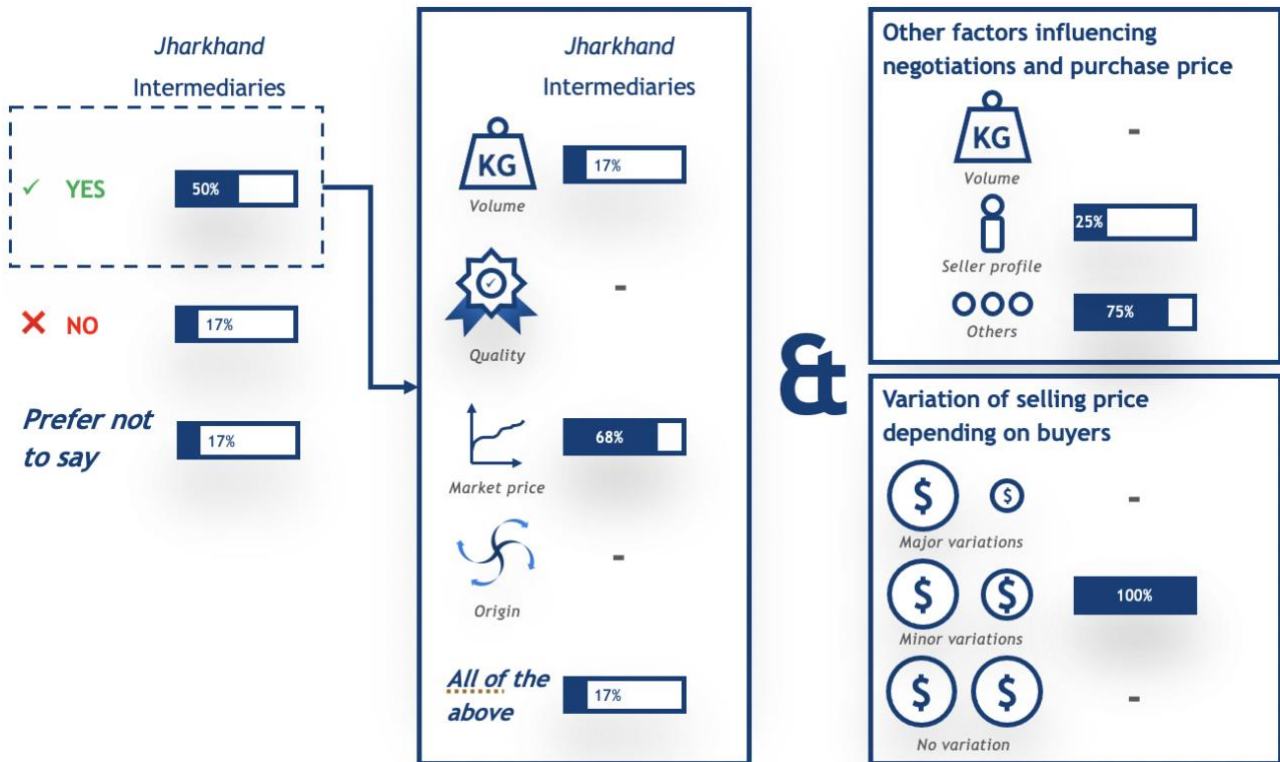 Jharkhand
Intermediaries
✓ YES
50%
✕ NO
17%
Prefer not
to say
17%
Jharkhand
Intermediaries
KG
17%
Volume
✓
-
Quality
68%
Market price
-
Origin
All of the
above
17%
&
Other factors influencing
negotiations and purchase price
KG
-
Volume
25%
Seller profile
75%
Others
Variation of selling price
depending on buyers
$ $
-
Major variations
$ $
100%
Minor variations
$ $
-
No variation